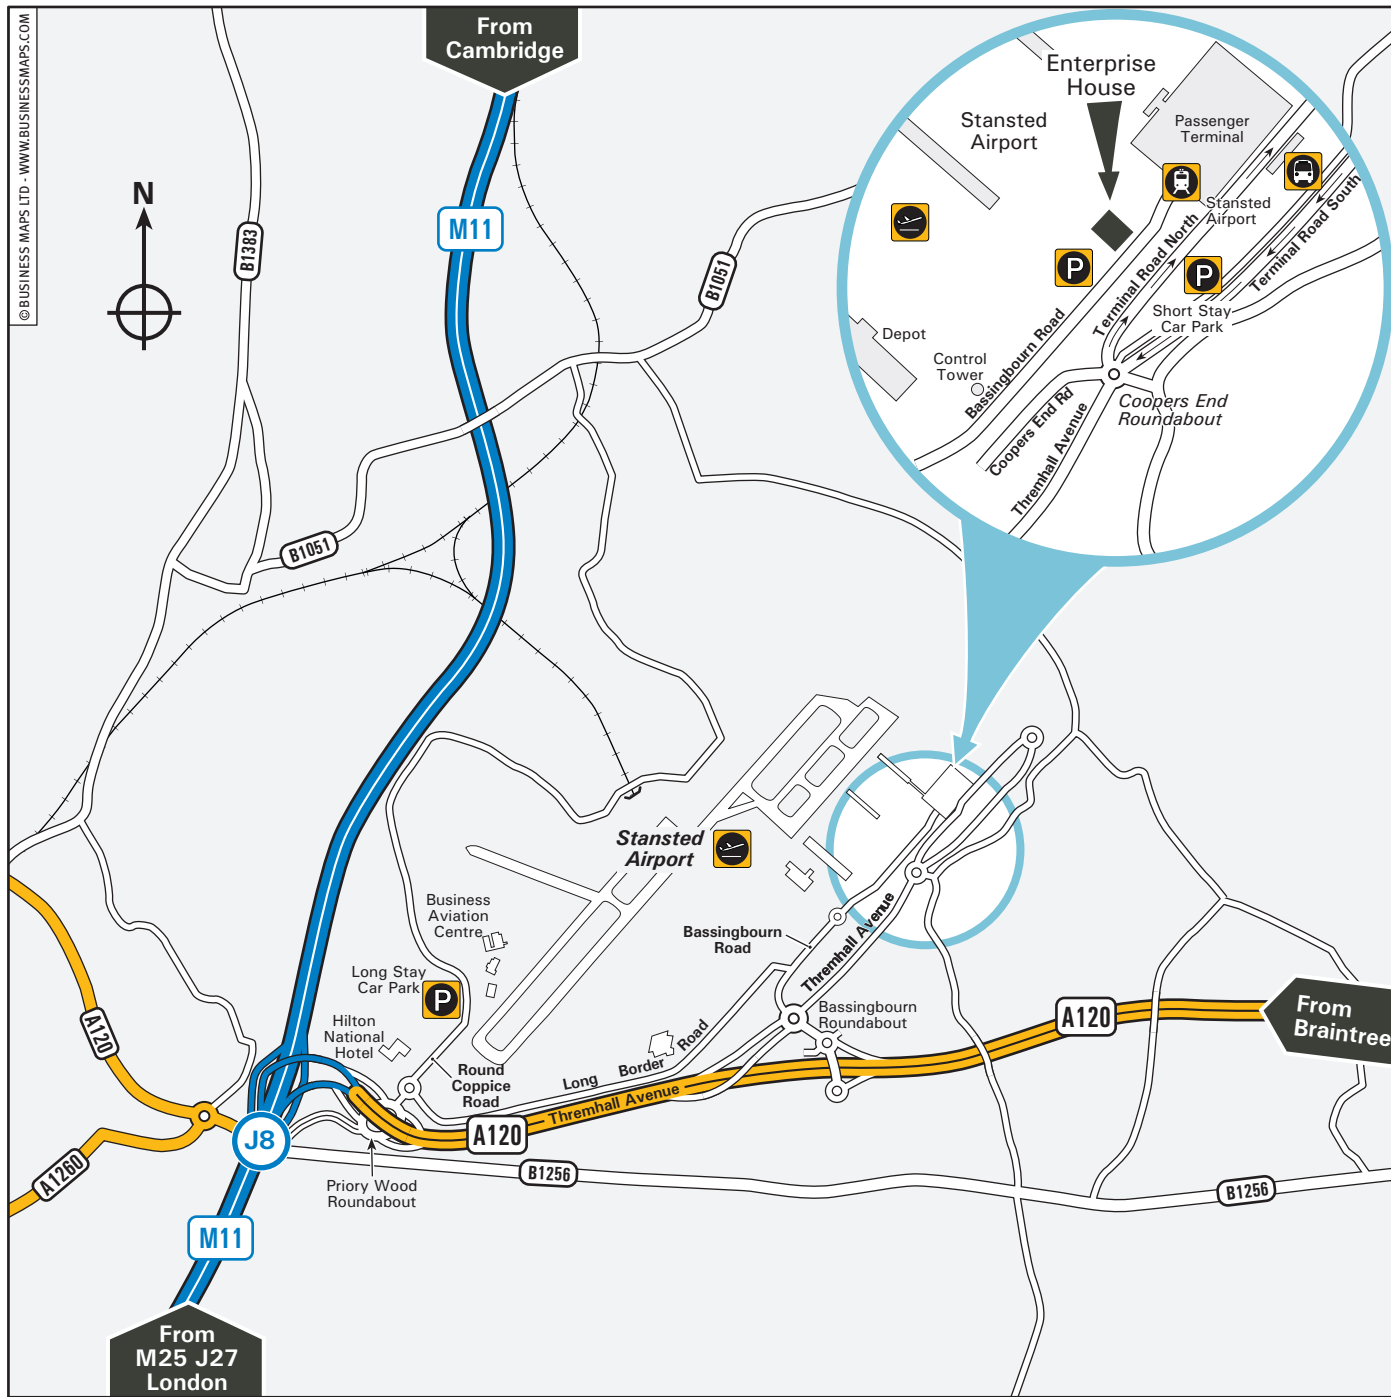 © BUSINESS MAPS LTD - WWW.BUSINESSMAPS.COM
From
Cambridge
N
B1383
M11
B1051
B1051
Enterprise
House
Stansted
Airport
Passenger
Terminal
Stansted
Airport
Terminal Road North
Terminal Road South
P
P
Short Stay
Car Park
Depot
Control
Tower
Bassingbourn Road
Coopers End Rd
Thremhall Avenue
Coopers End
Roundabout
Stansted
Airport
Business
Aviation
Centre
Long Stay
Car Park
P
Hilton
National
Hotel
Round
Coppice
Road
Bassingbourn
Road
Thremhall Avenue
Bassingbourn
Roundabout
Long Border Road
Thremhall Avenue
A120
A120
A120
From
Braintree
A1260
J8
Priory Wood
Roundabout
B1256
B1256
M11
From
M25 J27
London